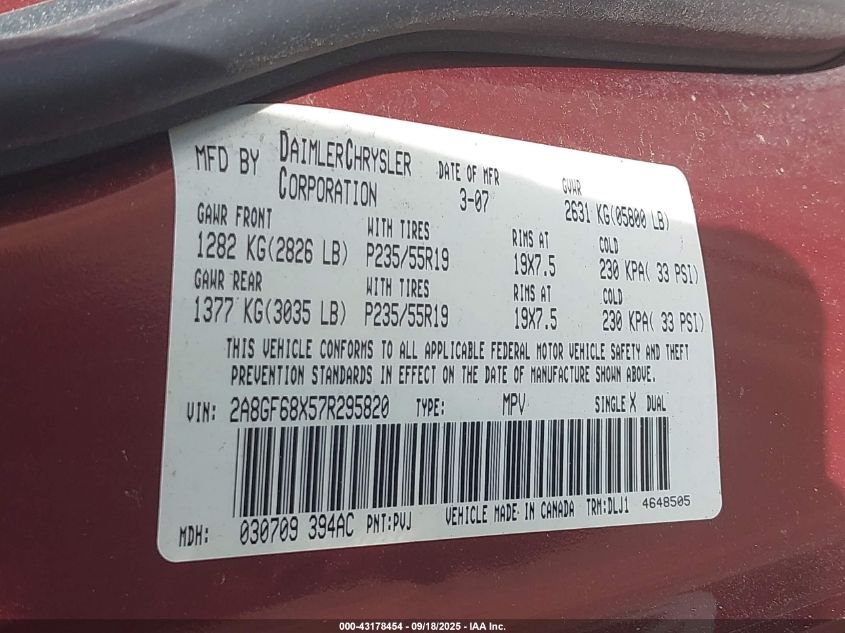 MFD BY DAIMLERCHRYSLER CORPORATION DATE OF MFR 3-07 GVWR 2631 KG(05800 LB)
GAWR FRONT WITH TIRES RIMS AT COLD
1282 KG(2826 LB) P235/55R19 19X7.5 230 KPA( 33 PSI)
GAWR REAR WITH TIRES RIMS AT COLD
1377 KG(3035 LB) P235/55R19 19X7.5 230 KPA( 33 PSI)
THIS VEHICLE CONFORMS TO ALL APPLICABLE FEDERAL MOTOR VEHICLE SAFETY AND THEFT
PREVENTION STANDARDS IN EFFECT ON THE DATE OF MANUFACTURE SHOWN ABOVE.
VIN: 2A8GF68X57R295820 TYPE: MPV SINGLE X DUAL
MDH: 030709 394AC PNT:PVJ VEHICLE MADE IN CANADA TRM:DLJ1 4648505
000-43178454 - 09/18/2025 - IAA Inc.